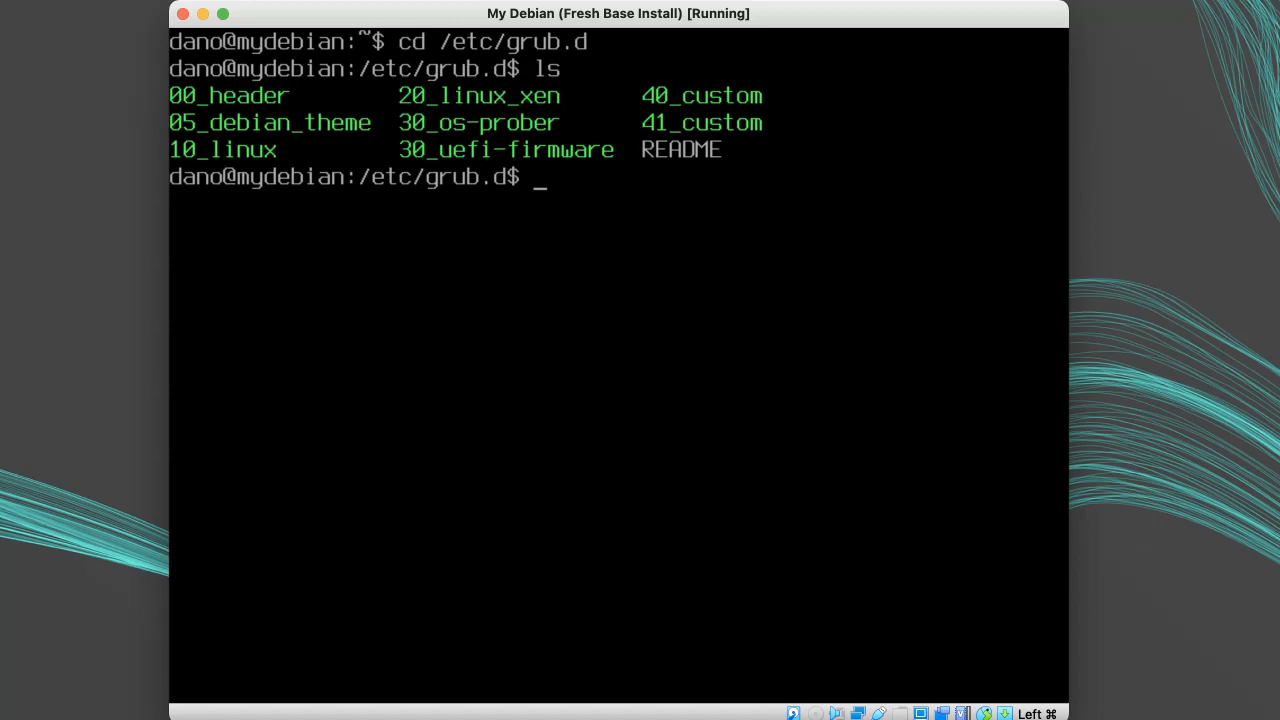 My Debian (Fresh Base Install) [Running]
dano@mydebian:~$ cd /etc/grub.d
dano@mydebian:/etc/grub.d$ ls
00_header 20_linux_xen 40_custom
05_debian_theme 30_os-prober 41_custom
10_linux 30_uefi-firmware README
dano@mydebian:/etc/grub.d$ _
Left ⌘